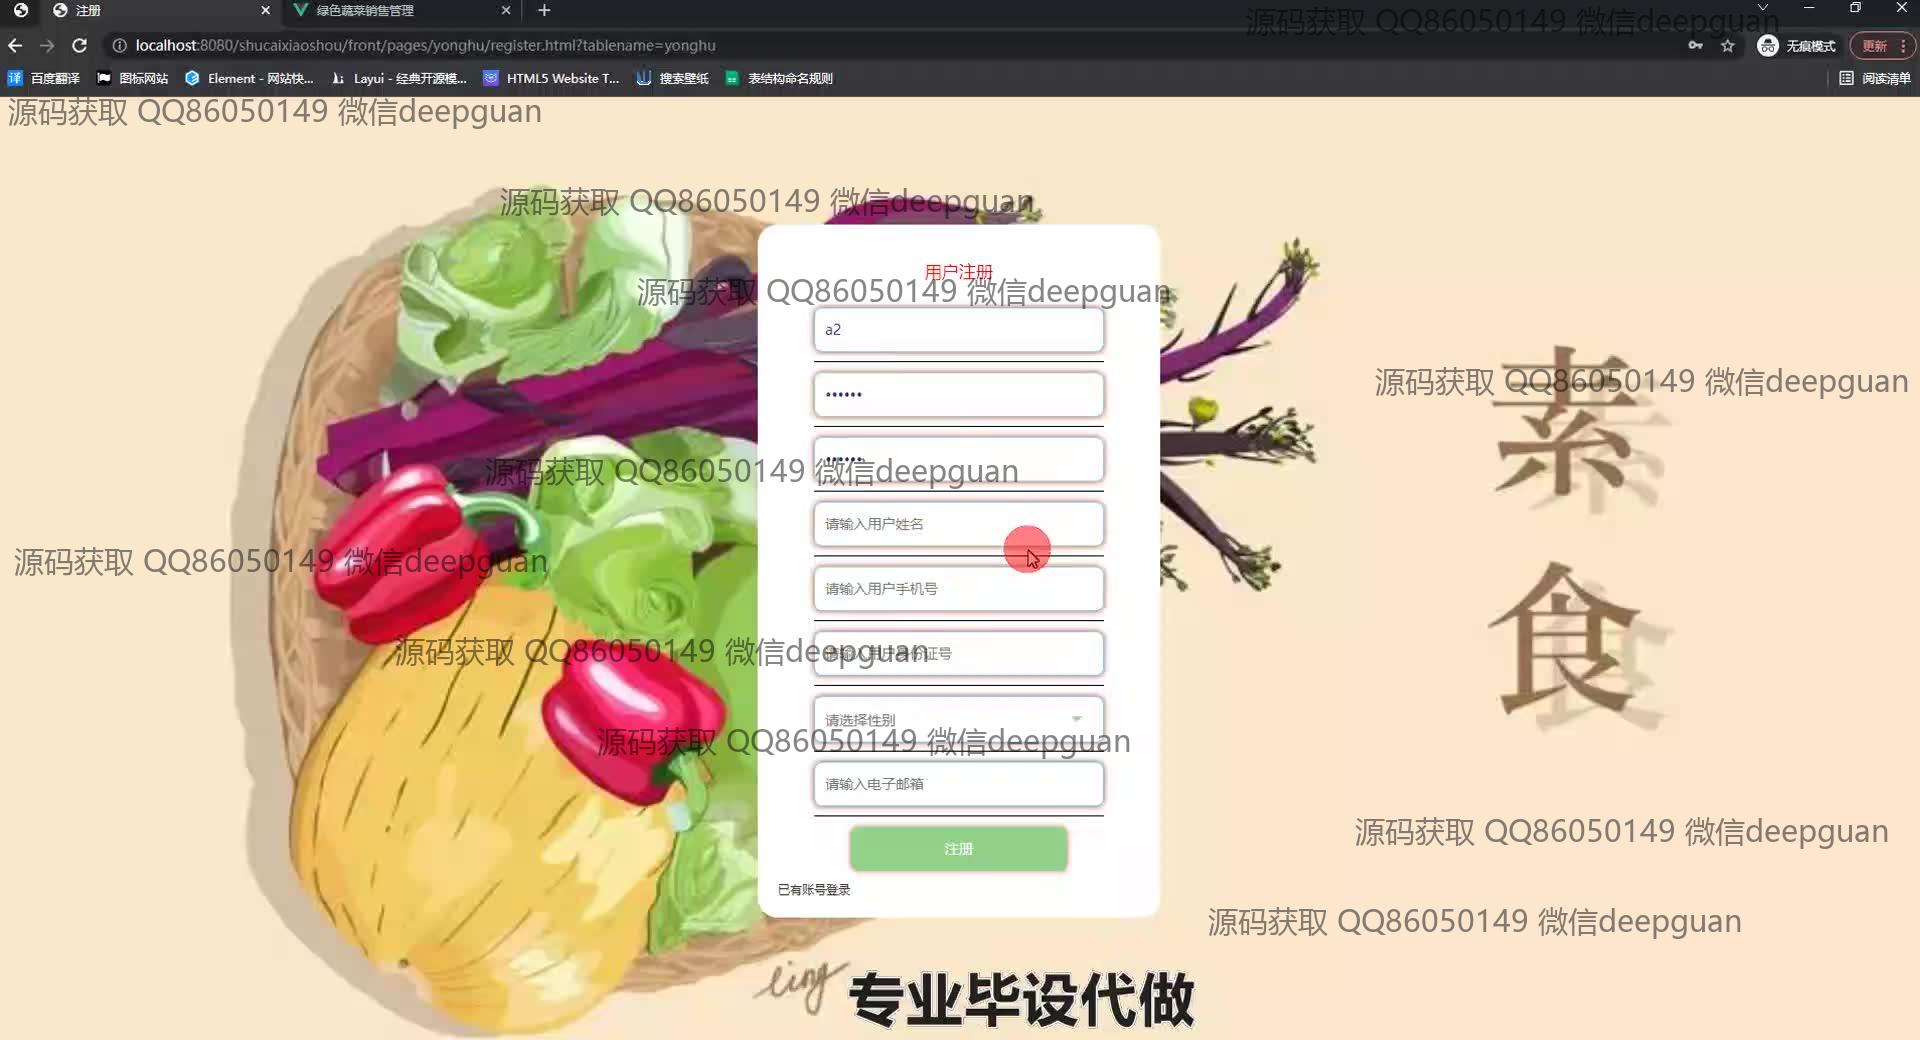 注册
绿色蔬菜销售管理
localhost:8080/shucaixiaoshou/front/pages/yonghu/register.html?tablename=yonghu
无痕模式
更新
百度翻译
图标网站
Element - 网站快...
Layui - 经典开源模...
HTML5 Website T...
搜索壁纸
表结构命名规则
阅读清单
源码获取 QQ86050149 微信deepguan
源码获取 QQ86050149 微信deepguan
源码获取 QQ86050149 微信deepguan
用户注册
源码获取 QQ86050149 微信deepguan
a2
源码获取 QQ86050149 微信deepguan
素食
源码获取 QQ86050149 微信deepguan
请输入用户姓名
源码获取 QQ86050149 微信deepguan
请输入用户手机号
请输入用户身份证号
源码获取 QQ86050149 微信deepguan
请选择性别
源码获取 QQ86050149 微信deepguan
请输入电子邮箱
源码获取 QQ86050149 微信deepguan
注册
已有账号登录
源码获取 QQ86050149 微信deepguan
ling
专业毕设代做